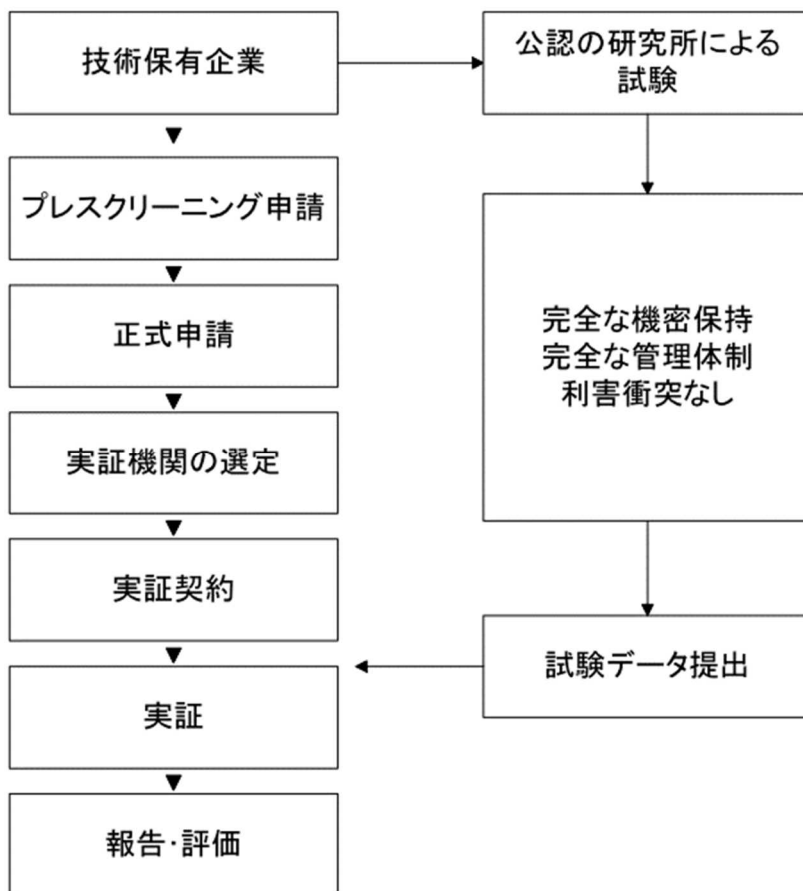 技術保有企業
プレスクリーニング申請
正式申請
実証機関の選定
実証契約
実証
報告・評価
公認の研究所による
試験
完全な機密保持
完全な管理体制
利害衝突なし
試験データ提出